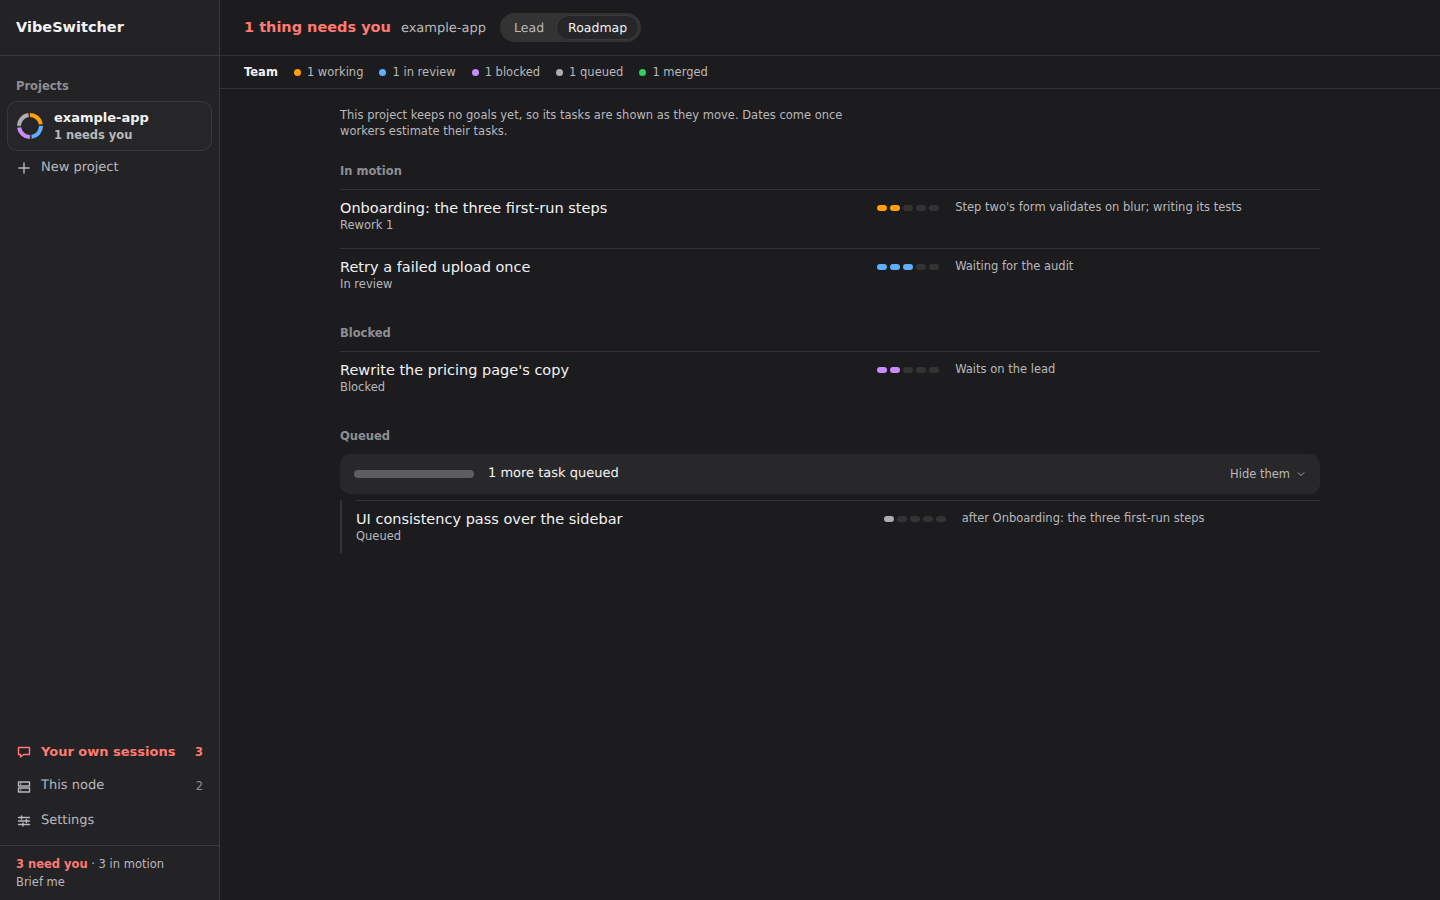 VibeSwitcher
Projects
example-app
1 needs you
New project
Your own sessions 3
This node 2
Settings
3 need you · 3 in motion
Brief me
1 thing needs you example-app Lead Roadmap
Team 1 working 1 in review 1 blocked 1 queued 1 merged
This project keeps no goals yet, so its tasks are shown as they move. Dates come once
workers estimate their tasks.
In motion
Onboarding: the three first-run steps Step two's form validates on blur; writing its tests
Rework 1
Retry a failed upload once Waiting for the audit
In review
Blocked
Rewrite the pricing page's copy Waits on the lead
Blocked
Queued
1 more task queued Hide them
UI consistency pass over the sidebar after Onboarding: the three first-run steps
Queued